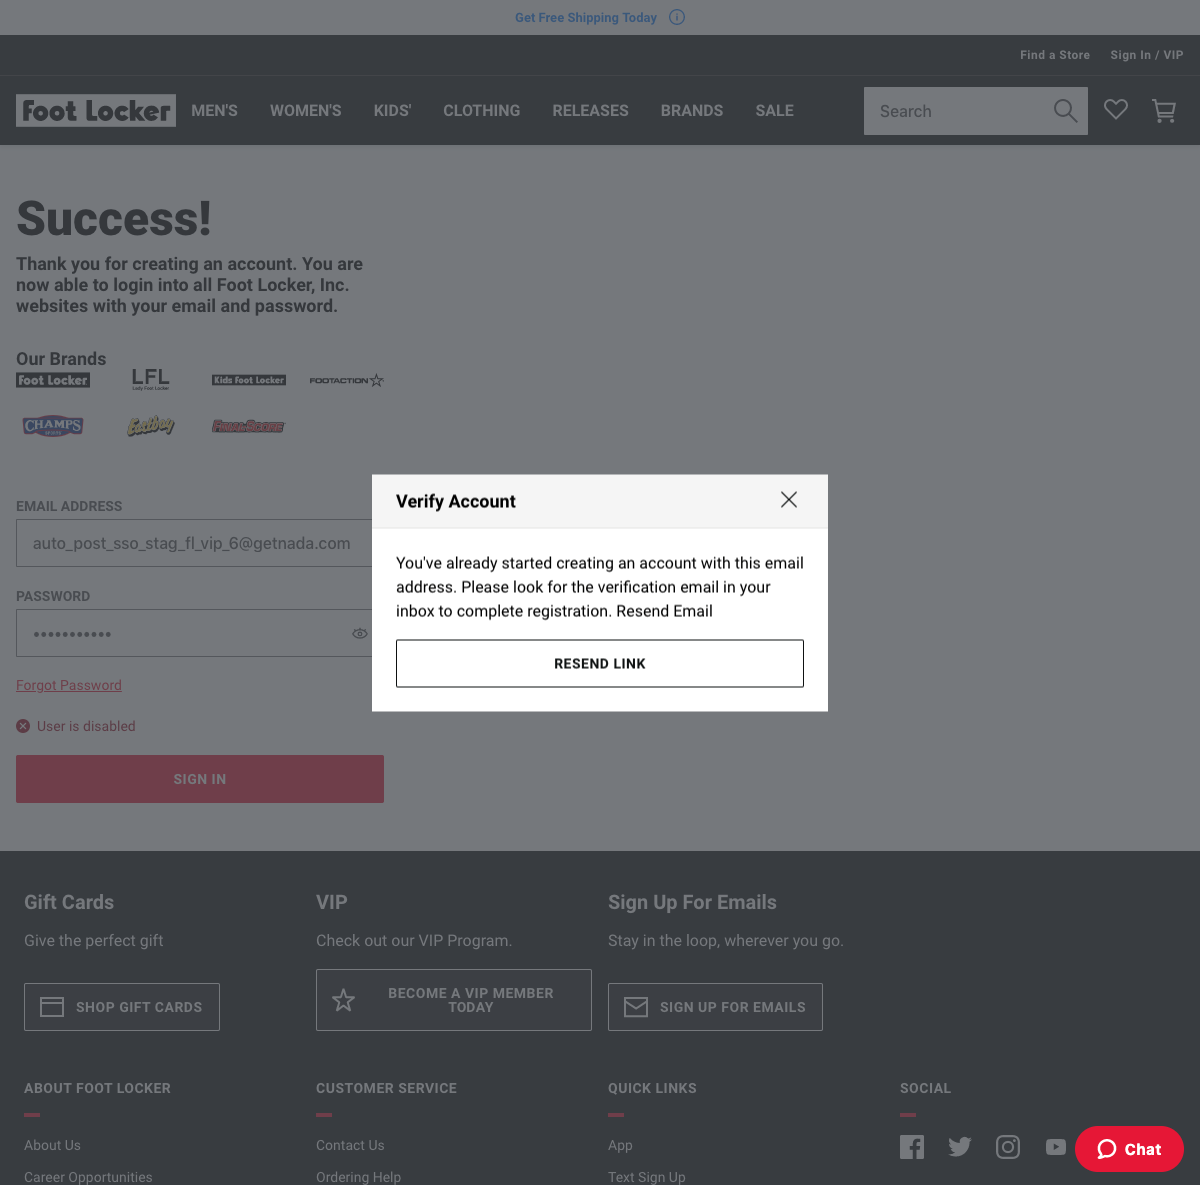 Get Free Shipping Today
Find a Store
Sign In / VIP
Foot Locker
MEN'S
WOMEN'S
KIDS'
CLOTHING
RELEASES
BRANDS
SALE
Search
Success!
Thank you for creating an account. You are
now able to login into all Foot Locker, Inc.
websites with your email and password.
Our Brands
Foot Locker
LFL
Lady Foot Locker
Kids Foot Locker
FOOTACTION
CHAMPS
SPORTS
Eastbay
EMAIL ADDRESS
auto_post_sso_stag_fl_vip_6@getnada.com
PASSWORD
Forgot Password
User is disabled
SIGN IN
Verify Account
You've already started creating an account with this email
address. Please look for the verification email in your
inbox to complete registration. Resend Email
RESEND LINK
Gift Cards
Give the perfect gift
SHOP GIFT CARDS
VIP
Check out our VIP Program.
BECOME A VIP MEMBER
TODAY
Sign Up For Emails
Stay in the loop, wherever you go.
SIGN UP FOR EMAILS
ABOUT FOOT LOCKER
About Us
Career Opportunities
CUSTOMER SERVICE
Contact Us
Ordering Help
QUICK LINKS
App
Text Sign Up
SOCIAL
Chat